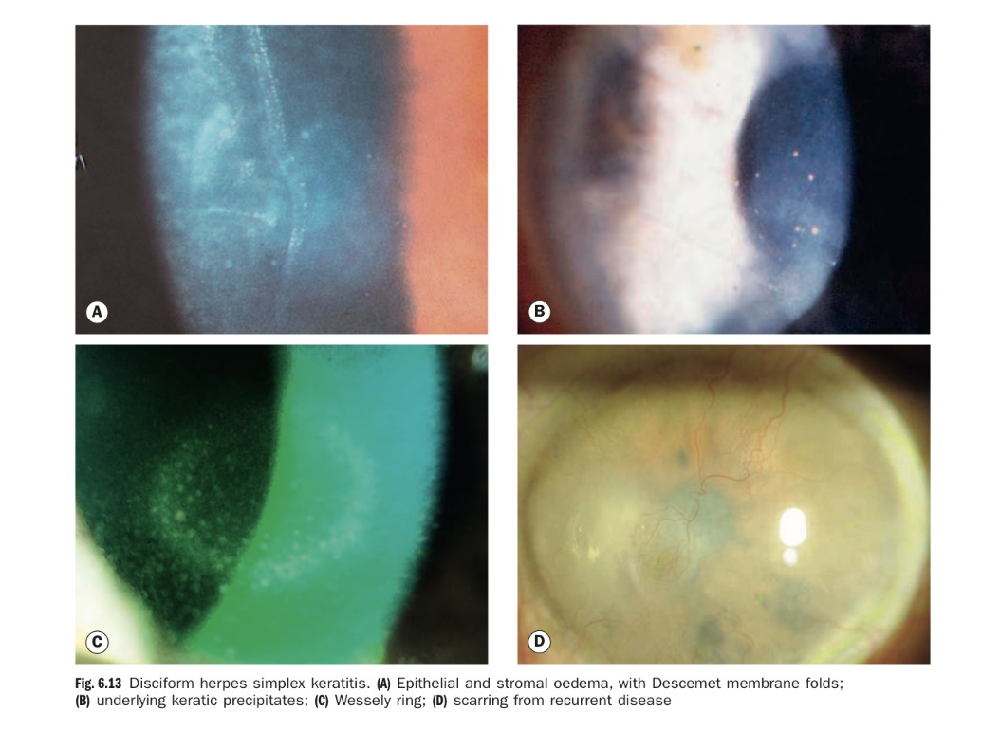 A
B
C
D
Fig. 6.13 Disciform herpes simplex keratitis. (A) Epithelial and stromal oedema, with Descemet membrane folds;
(B) underlying keratic precipitates; (C) Wessely ring; (D) scarring from recurrent disease